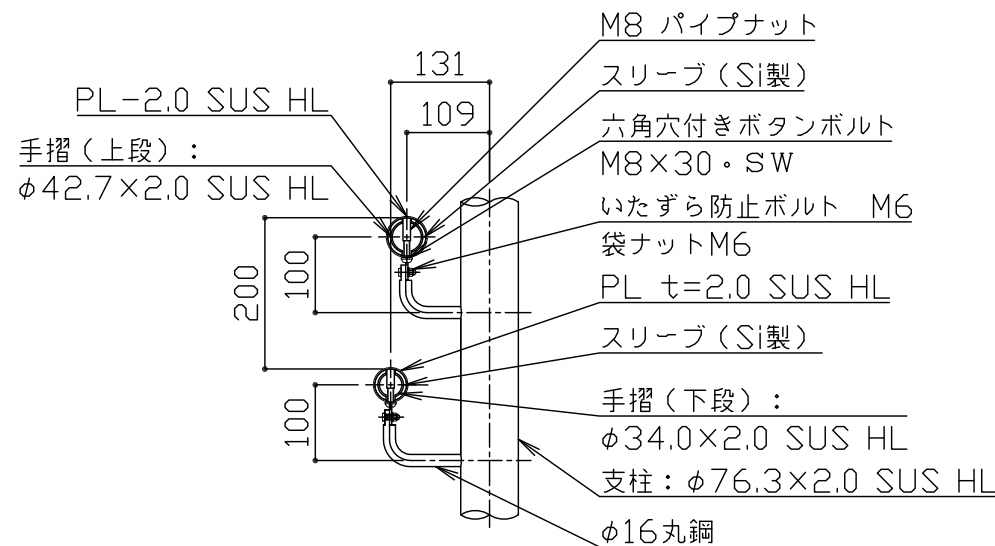 M8 パイプナット
131
スリーブ（Si製）
PL-2.0 SUS HL
109
六角穴付きボタンボルト
手摺（上段）：
M8×30・SW
φ42.7×2.0 SUS HL
いたずら防止ボルト　M6
袋ナットM6
200
100
PL t=2.0 SUS HL
スリーブ（Si製）
手摺（下段）：
100
φ34.0×2.0 SUS HL
支柱：φ76.3×2.0 SUS HL
φ16丸鋼